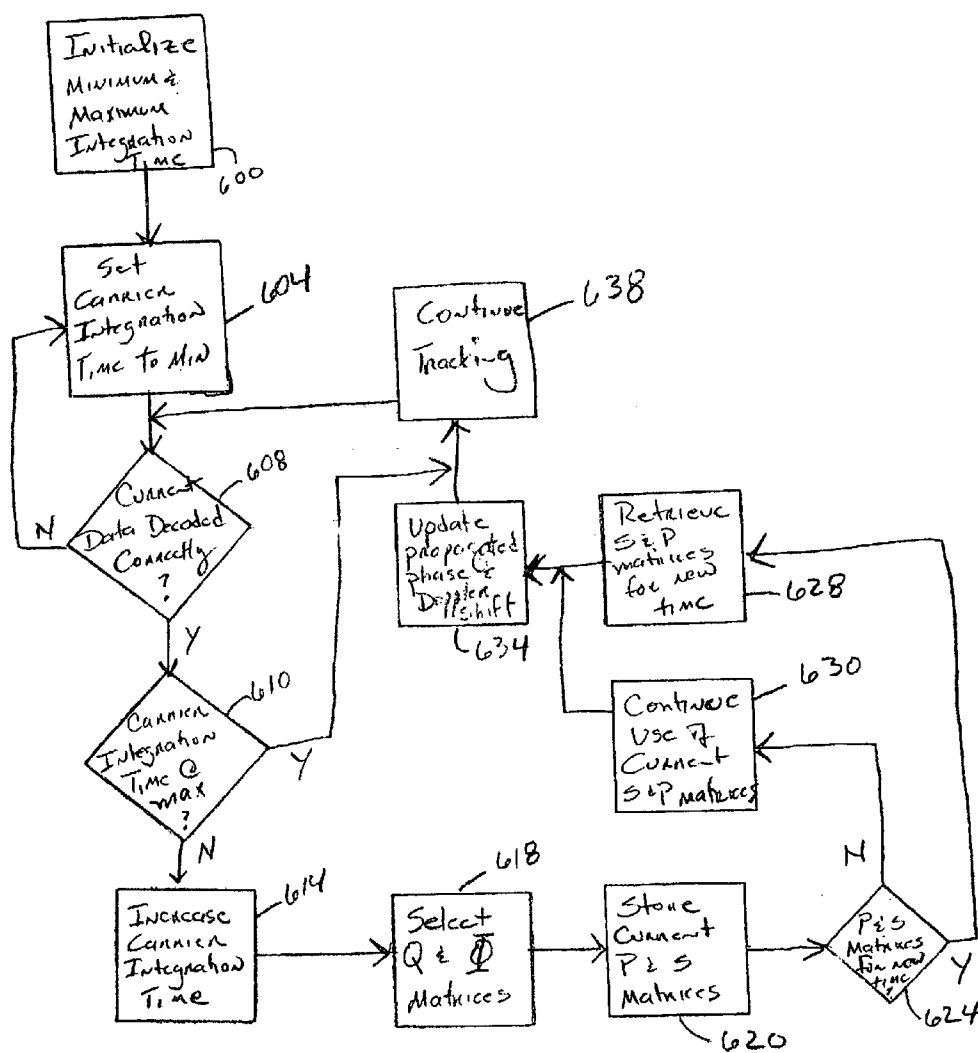 Initialize
Minimum &
Maximum
Integration
Time
600
Set
Carrier
Integration
Time to Min
604
Continue
Tracking
638
Current
Data Decoded
Correctly
?
608
N
Y
Update
propagated
phase &
Doppler
shift
634
Retrieve
S & P
matrices
for new
time
628
Continue
Use of
Current
S & P Matrices
630
Carrier
Integration
Time @
max
?
610
Y
N
Increase
Carrier
Integration
Time
614
Select
Q & Φ
Matrices
618
Store
Current
P & S
Matrices
620
P & S
Matrices
for new
time
?
624
N
Y